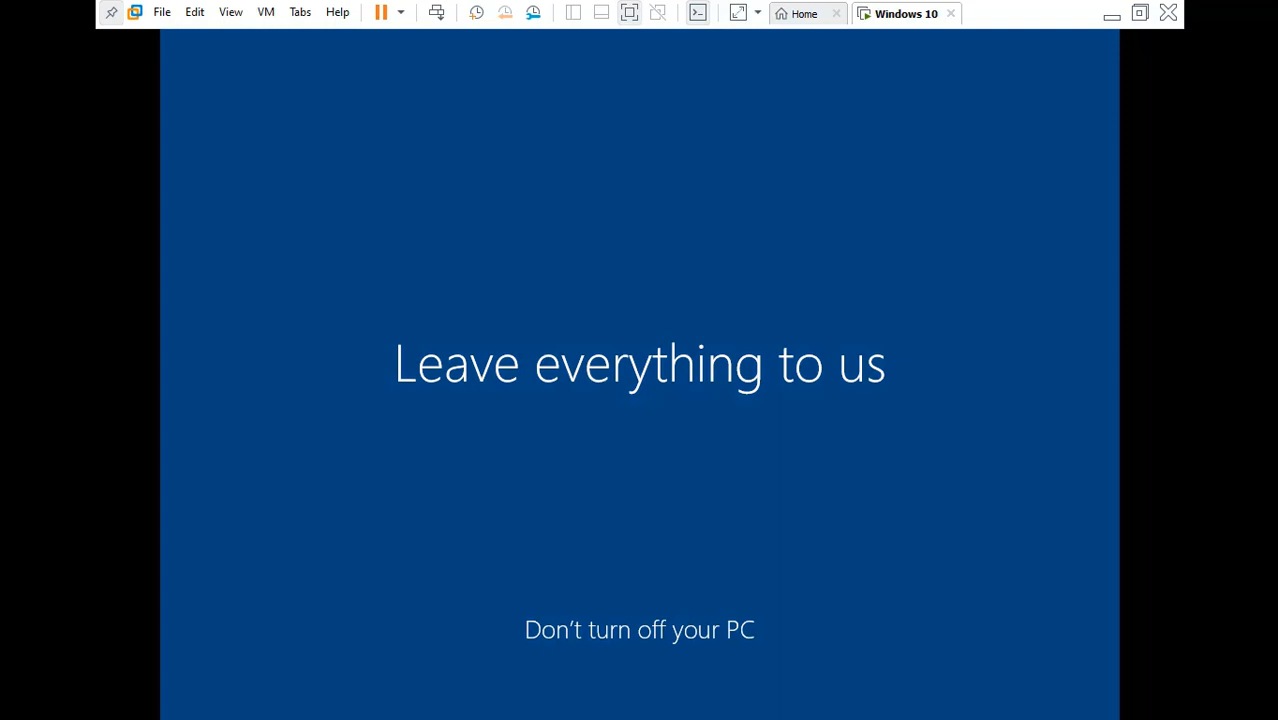 File Edit View VM Tabs Help Home Windows 10
Leave everything to us
Don't turn off your PC